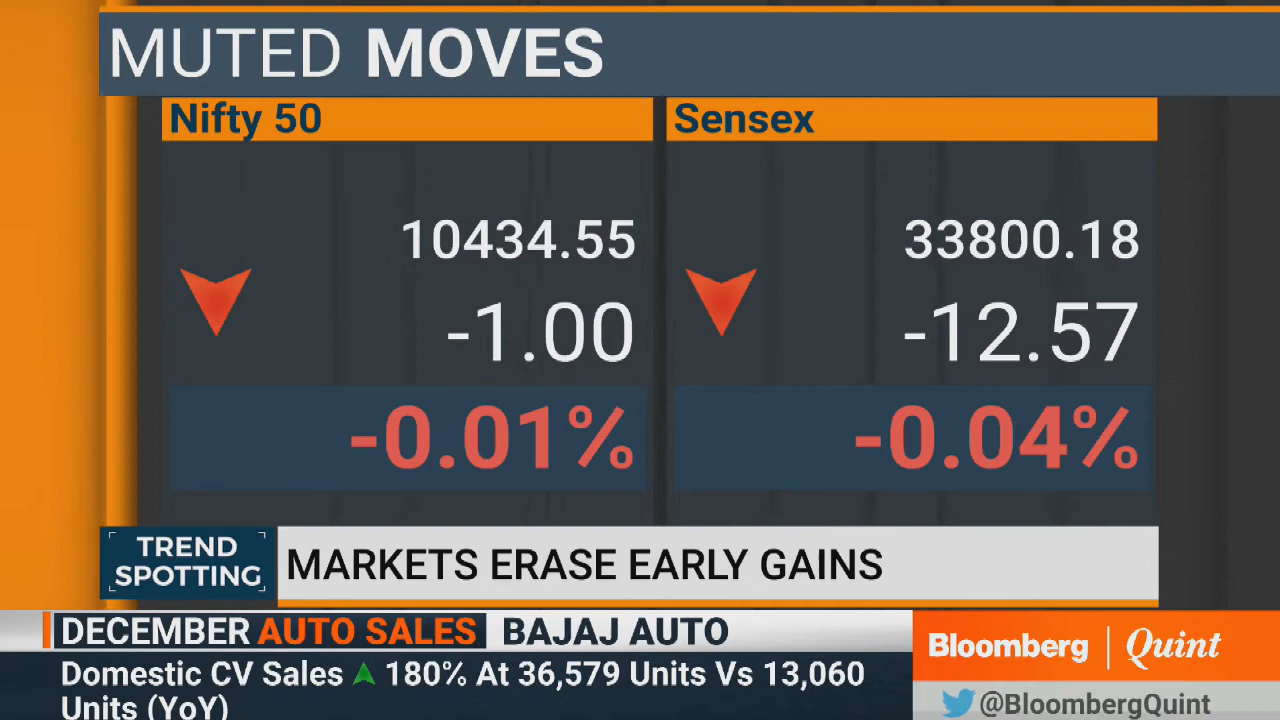 MUTED MOVES
Nifty 50
10434.55
-1.00
-0.01%
Sensex
33800.18
-12.57
-0.04%
TREND
SPOTTING
MARKETS ERASE EARLY GAINS
DECEMBER AUTO SALES BAJAJ AUTO
Domestic CV Sales 180% At 36,579 Units Vs 13,060
Units (YoY)
Bloomberg | Quint
@BloombergQuint